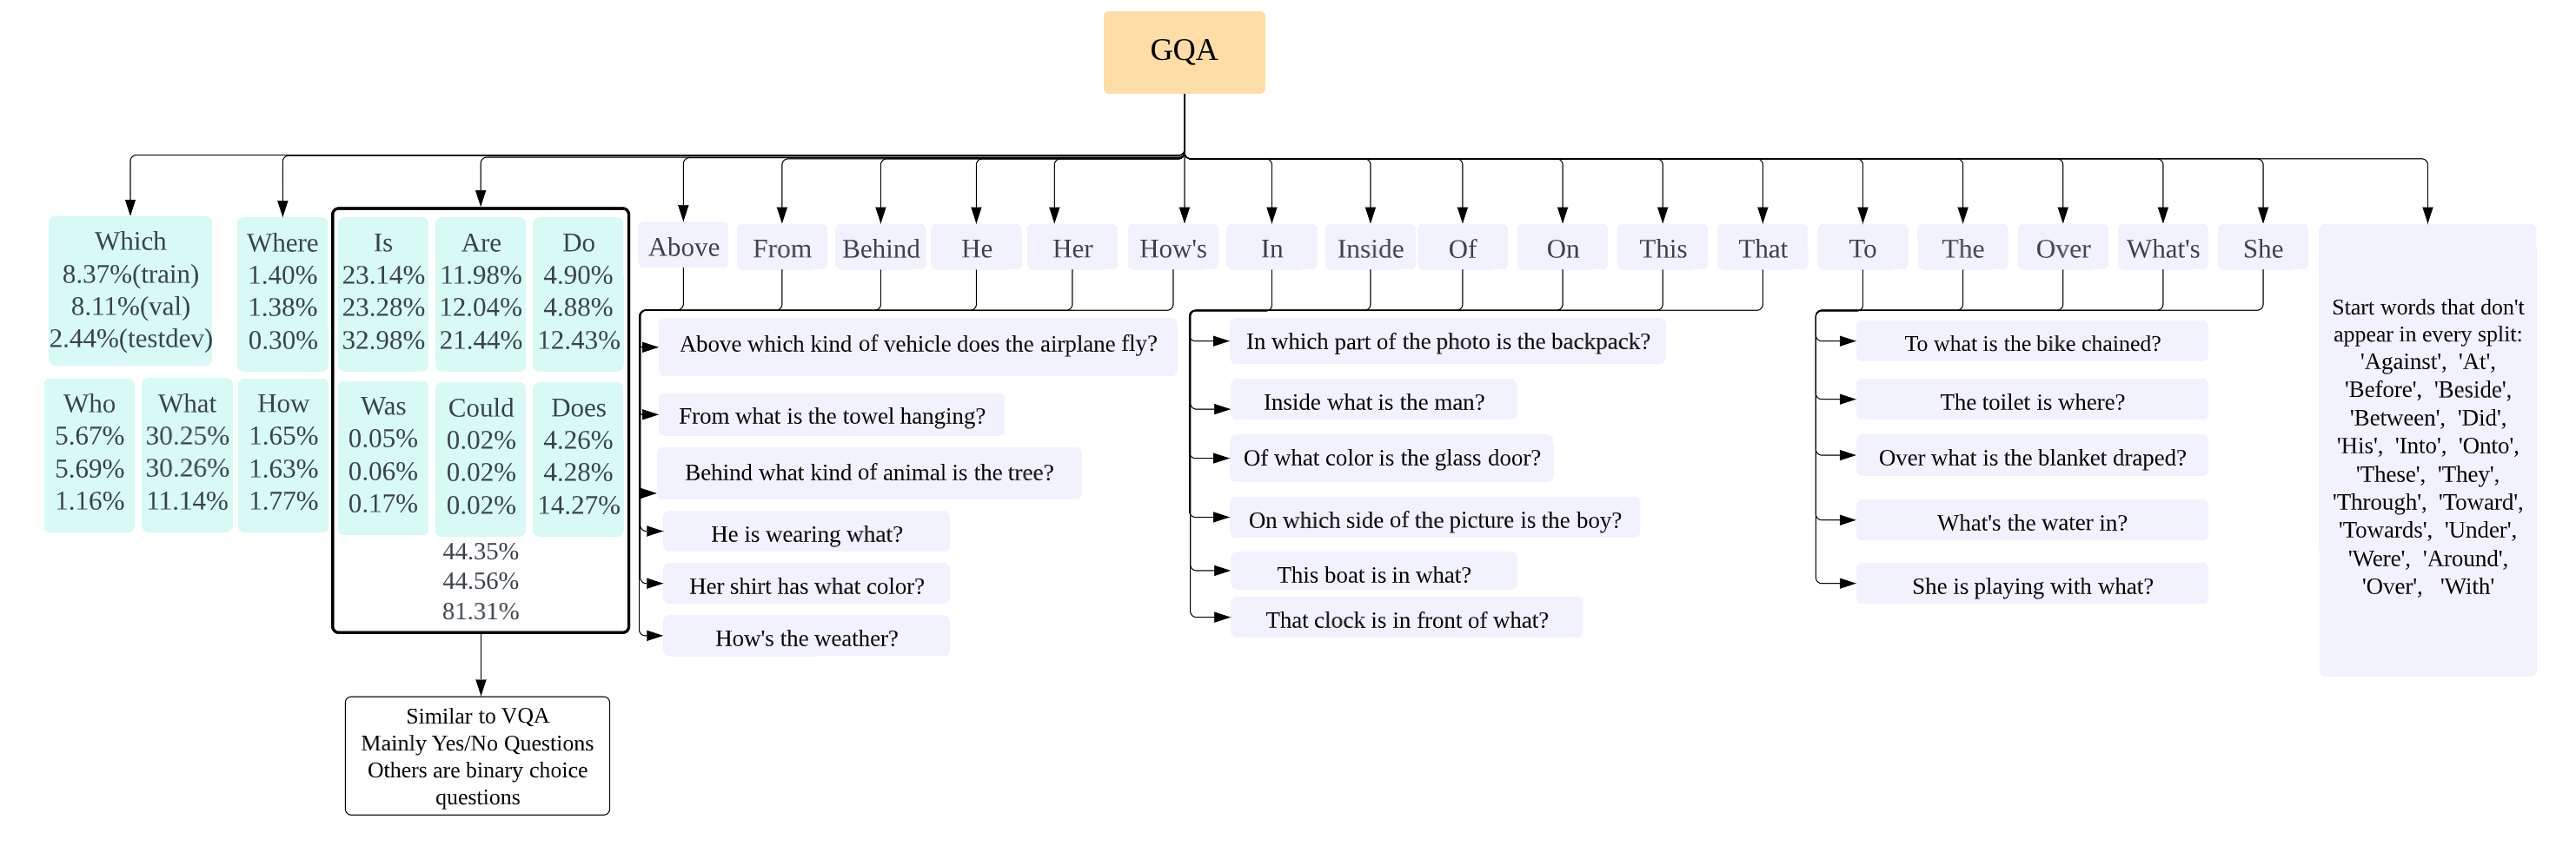 GQA
Which
8.37%(train)
8.11%(val)
2.44%(testdev)
Where
1.40%
1.38%
0.30%
Is
23.14%
23.28%
32.98%
Are
11.98%
12.04%
21.44%
Do
4.90%
4.88%
12.43%
Who
5.67%
5.69%
1.16%
What
30.25%
30.26%
11.14%
How
1.65%
1.63%
1.77%
Was
0.05%
0.06%
0.17%
Could
0.02%
0.02%
0.02%
Does
4.26%
4.28%
14.27%
44.35%
44.56%
81.31%
Similar to VQA
Mainly Yes/No Questions
Others are binary choice
questions
Above
From
Behind
He
Her
How's
In
Inside
Of
On
This
That
To
The
Over
What's
She
Above which kind of vehicle does the airplane fly?
From what is the towel hanging?
Behind what kind of animal is the tree?
He is wearing what?
Her shirt has what color?
How's the weather?
In which part of the photo is the backpack?
Inside what is the man?
Of what color is the glass door?
On which side of the picture is the boy?
This boat is in what?
That clock is in front of what?
To what is the bike chained?
The toilet is where?
Over what is the blanket draped?
What's the water in?
She is playing with what?
Start words that don't
appear in every split:
'Against', 'At',
'Before', 'Beside',
'Between', 'Did',
'His', 'Into', 'Onto',
'These', 'They',
'Through', 'Toward',
'Towards', 'Under',
'Were', 'Around',
'Over', 'With'